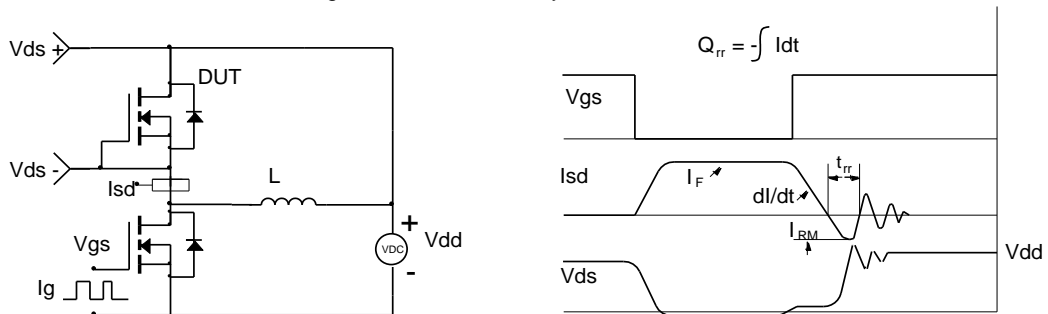 Vds +
DUT
Vds -
Isd
L
Vgs
+
VDC
Vdd
-
Ig
Qrr = -∫ Idt
Vgs
trr
Isd
IF
dI/dt
IRM
Vdd
Vds